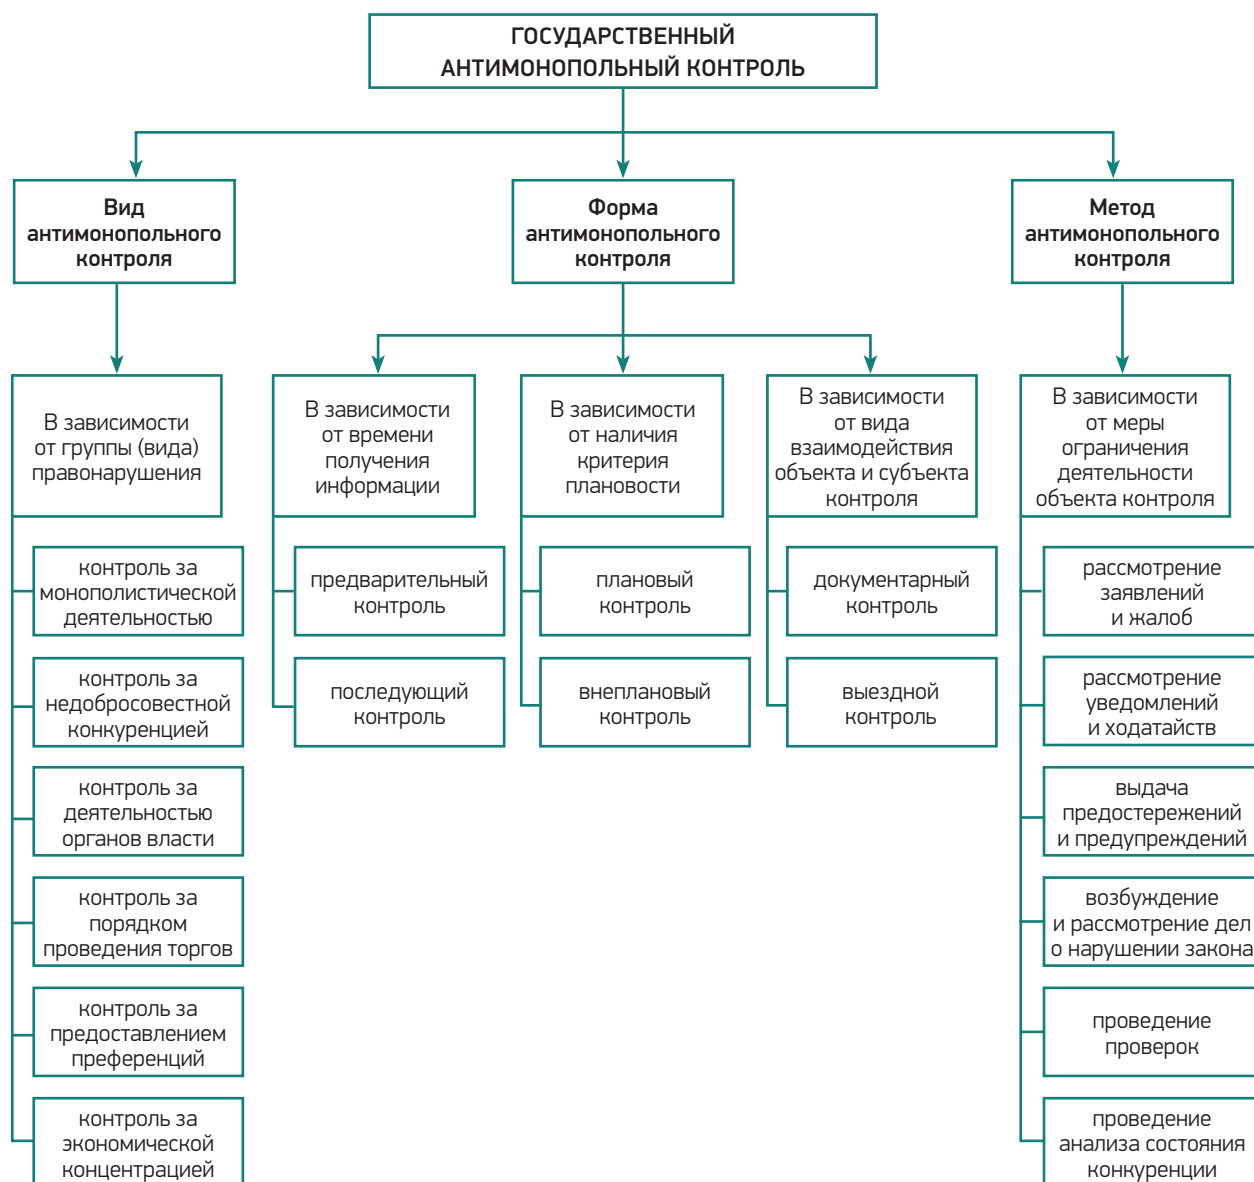 ГОСУДАРСТВЕННЫЙ
АНТИМОНОПОЛЬНЫЙ КОНТРОЛЬ
Вид
антимонопольного
контроля
Форма
антимонопольного
контроля
Метод
антимонопольного
контроля
В зависимости
от группы (вида)
правонарушения
контроль за
монополистической
деятельностью
контроль за
недобросовестной
конкуренцией
контроль за
деятельностью
органов власти
контроль за
порядком
проведения торгов
контроль за
предоставлением
преференций
контроль за
экономической
концентрацией
В зависимости
от времени
получения
информации
предварительный
контроль
последующий
контроль
В зависимости
от наличия
критерия
плановости
плановый
контроль
внеплановый
контроль
В зависимости
от вида
взаимодействия
объекта и субъекта
контроля
документарный
контроль
выездной
контроль
В зависимости
от меры
ограничения
деятельности
объекта контроля
рассмотрение
заявлений
и жалоб
рассмотрение
уведомлений
и ходатайств
выдача
предостережений
и предупреждений
возбуждение
и рассмотрение дел
о нарушении закона
проведение
проверок
проведение
анализа состояния
конкуренции